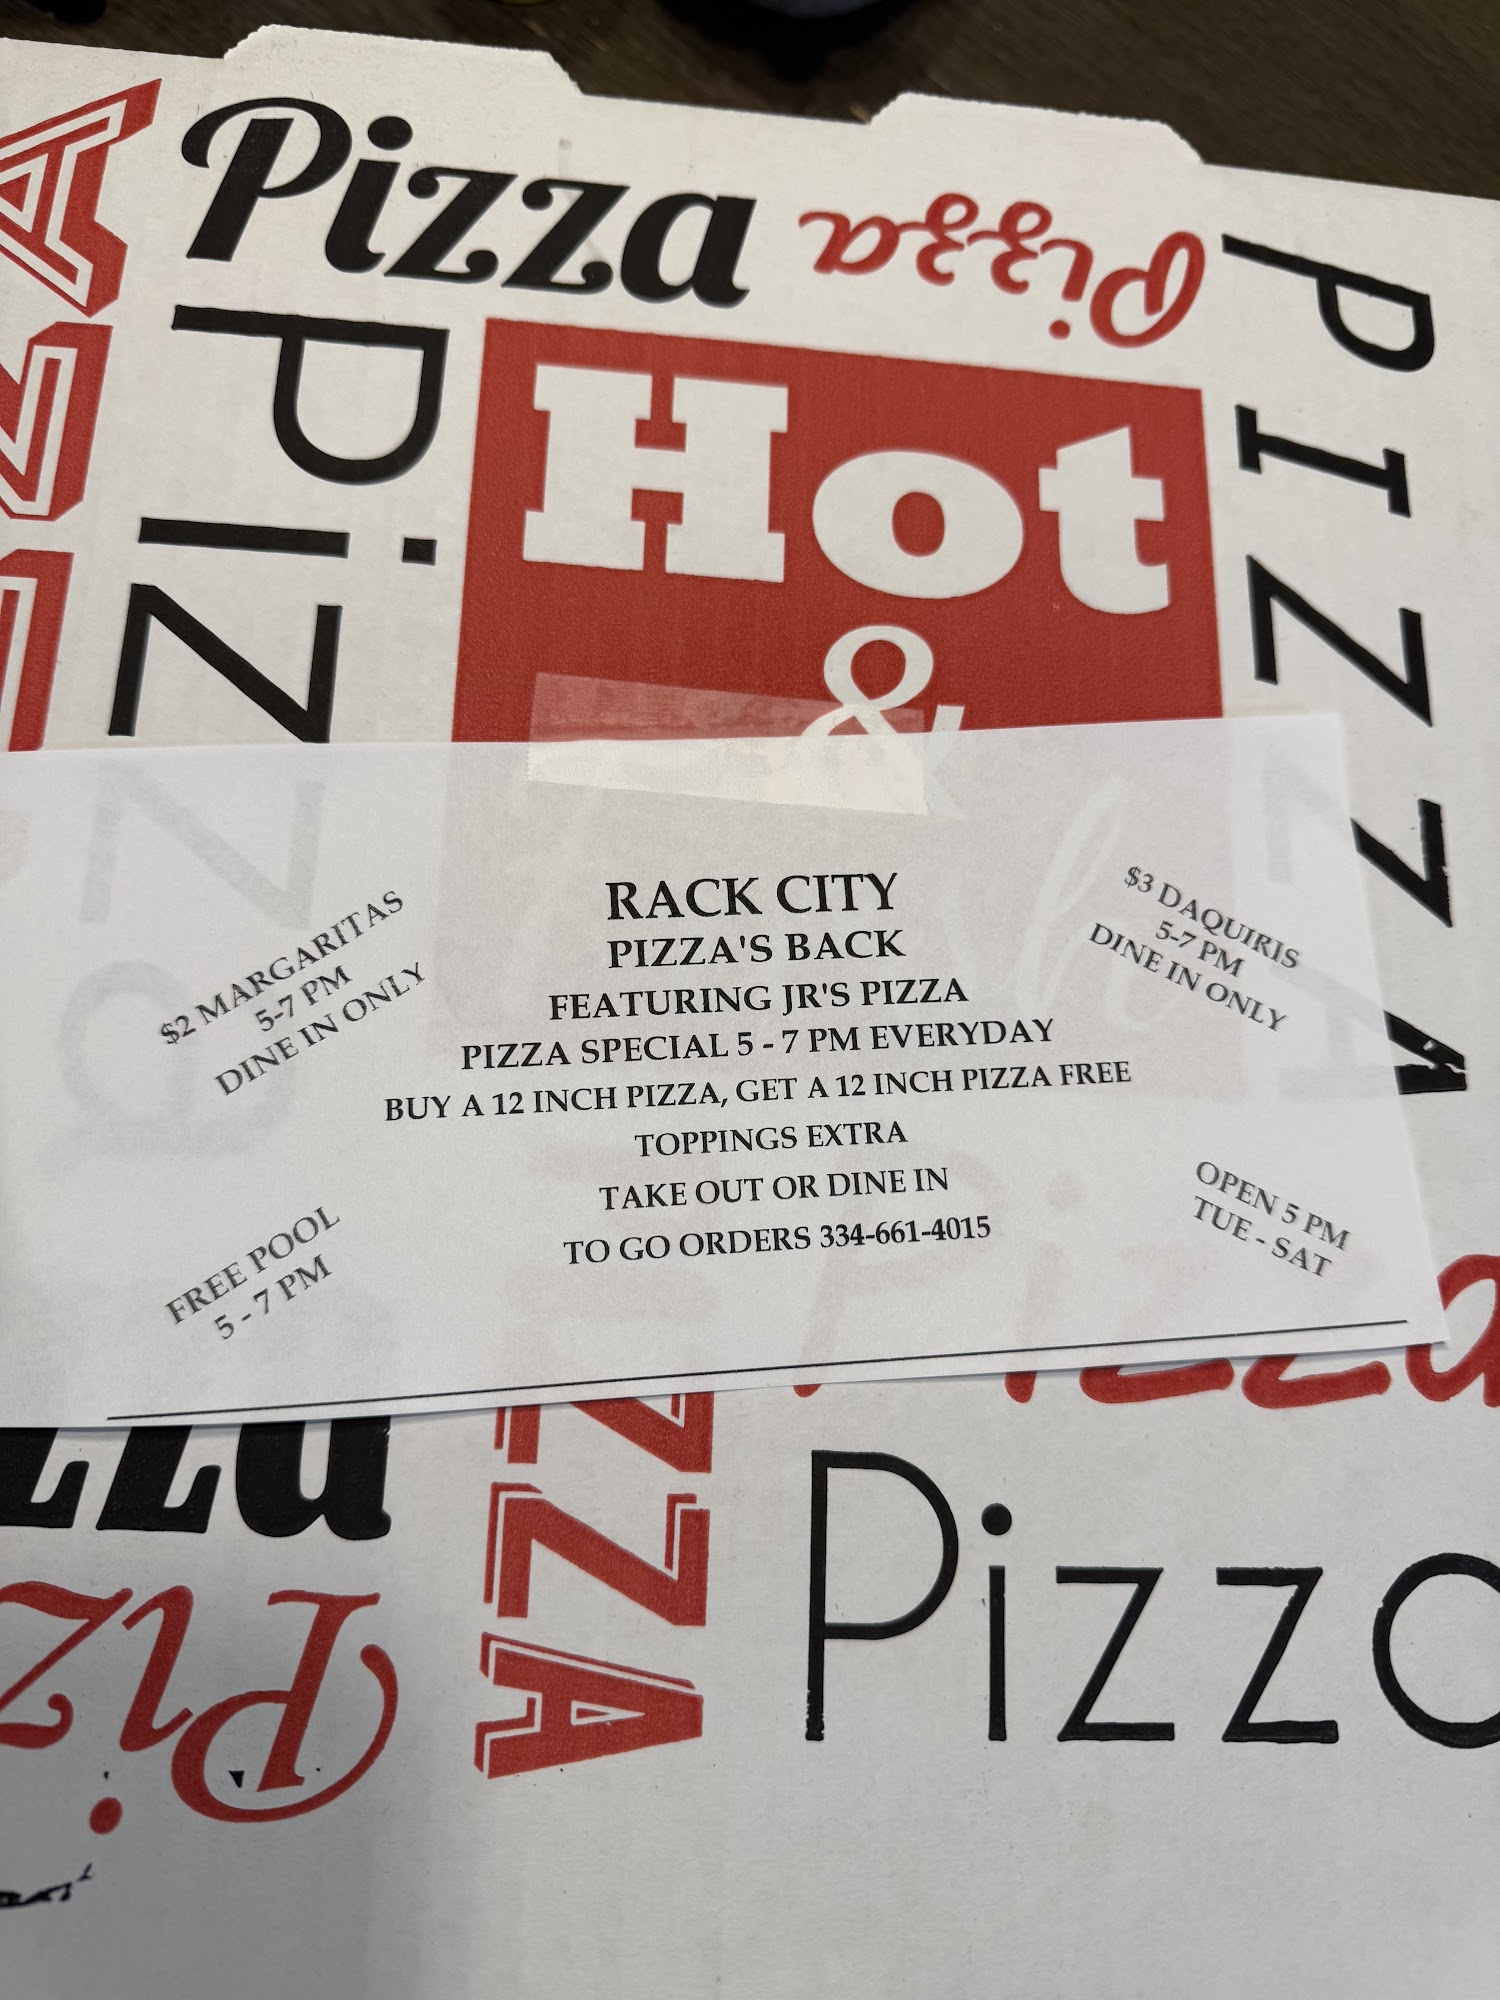 Pizza
Pizza
PIZZA
Hot
&
$2 MARGARITAS
5-7 PM
DINE IN ONLY
RACK CITY
PIZZA'S BACK
FEATURING JR'S PIZZA
PIZZA SPECIAL 5 - 7 PM EVERYDAY
BUY A 12 INCH PIZZA, GET A 12 INCH PIZZA FREE
TOPPINGS EXTRA
TAKE OUT OR DINE IN
TO GO ORDERS 334-661-4015
$3 DAQUIRIS
5-7 PM
DINE IN ONLY
FREE POOL
5 - 7 PM
OPEN 5 PM
TUE - SAT
Pizza
Pizza